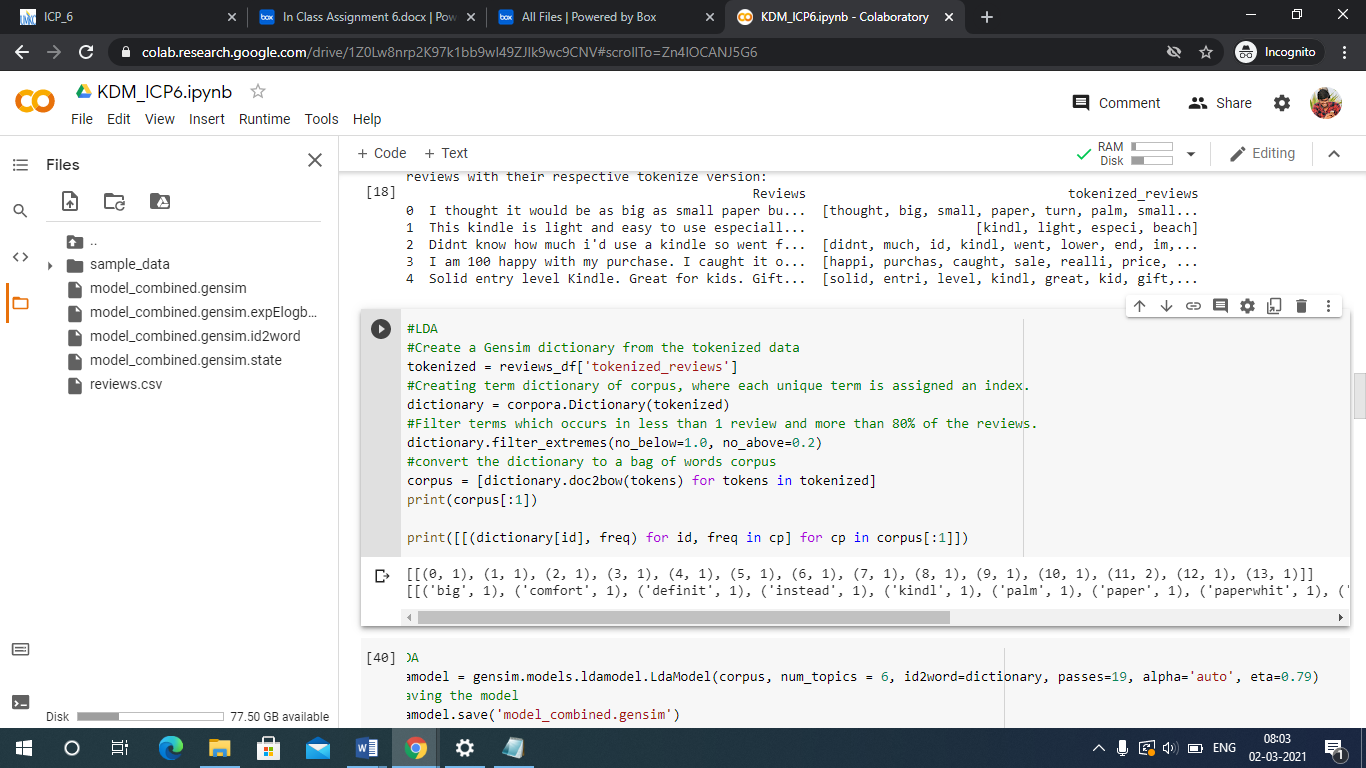 ICP_6
In Class Assignment 6.docx | Pow
All Files | Powered by Box
KDM_ICP6.ipynb - Colaboratory
colab.research.google.com/drive/1Z0Lw8nrp2K97k1bb9wI49ZJIk9wc9CNV#scrollTo=Zn4IOCANJ5G6
Incognito
KDM_ICP6.ipynb
File Edit View Insert Runtime Tools Help
Comment Share
Files
+ Code + Text
RAM
Disk
Editing
..
sample_data
model_combined.gensim
model_combined.gensim.expElogb...
model_combined.gensim.id2word
model_combined.gensim.state
reviews.csv
Disk 77.50 GB available
reviews with their respective tokenize version:
[18] Reviews tokenized_reviews
0 I thought it would be as big as small paper bu... [thought, big, small, paper, turn, palm, small...
1 This kindle is light and easy to use especiall... [kindl, light, especi, beach]
2 Didnt know how much i'd use a kindle so went f... [didnt, much, id, kindl, went, lower, end, im,...
3 I am 100 happy with my purchase. I caught it o... [happi, purchas, caught, sale, realli, price, ...
4 Solid entry level Kindle. Great for kids. Gift... [solid, entri, level, kindl, great, kid, gift,...
#LDA
#Create a Gensim dictionary from the tokenized data
tokenized = reviews_df['tokenized_reviews']
#Creating term dictionary of corpus, where each unique term is assigned an index.
dictionary = corpora.Dictionary(tokenized)
#Filter terms which occurs in less than 1 review and more than 80% of the reviews.
dictionary.filter_extremes(no_below=1.0, no_above=0.2)
#convert the dictionary to a bag of words corpus
corpus = [dictionary.doc2bow(tokens) for tokens in tokenized]
print(corpus[:1])
print([[(dictionary[id], freq) for id, freq in cp] for cp in corpus[:1]])
[[(0, 1), (1, 1), (2, 1), (3, 1), (4, 1), (5, 1), (6, 1), (7, 1), (8, 1), (9, 1), (10, 1), (11, 2), (12, 1), (13, 1)]]
[[('big', 1), ('comfort', 1), ('definit', 1), ('instead', 1), ('kindl', 1), ('palm', 1), ('paper', 1), ('paperwhit', 1), ('
[40] DA
amodel = gensim.models.ldamodel.LdaModel(corpus, num_topics = 6, id2word=dictionary, passes=19, alpha='auto', eta=0.79)
aving the model
amodel.save('model_combined.gensim')
ENG
08:03
02-03-2021
1